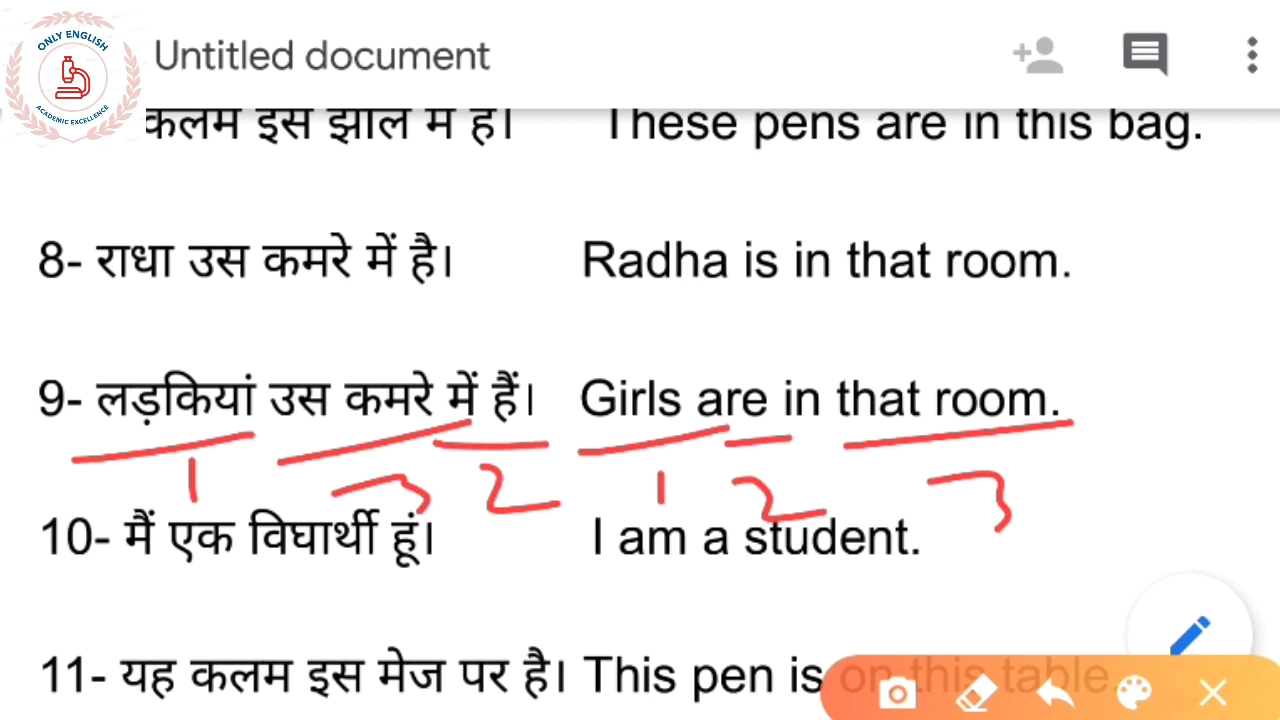 ONLY ENGLISH
ACADEMIC EXCELLENCE
Untitled document
कलम इस झोले में हैं। These pens are in this bag.
8- राधा उस कमरे में है। Radha is in that room.
9- लड़कियां उस कमरे में हैं। Girls are in that room.
1 3 2 1 2 3
10- मैं एक विघार्थी हूं। I am a student.
11- यह कलम इस मेज पर है। This pen is on this table.